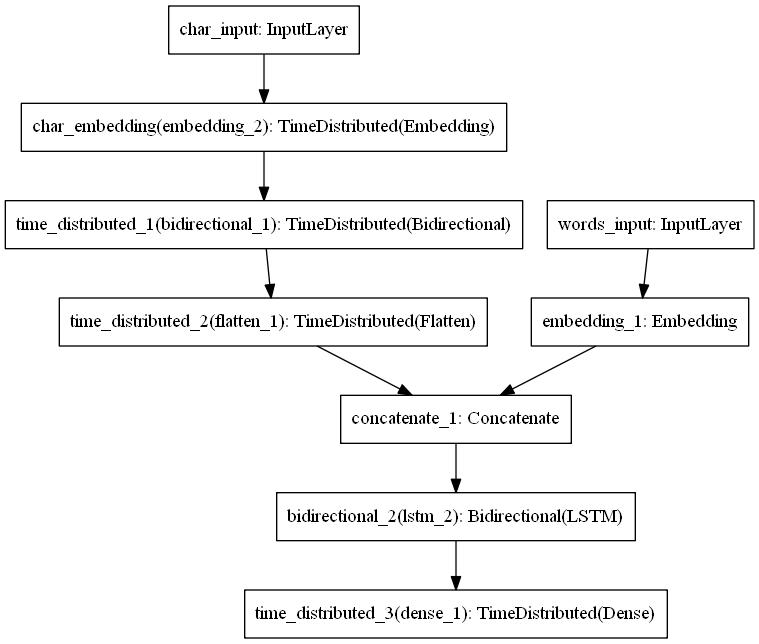 char_input: InputLayer
char_embedding(embedding_2): TimeDistributed(Embedding)
time_distributed_1(bidirectional_1): TimeDistributed(Bidirectional)
words_input: InputLayer
time_distributed_2(flatten_1): TimeDistributed(Flatten)
embedding_1: Embedding
concatenate_1: Concatenate
bidirectional_2(lstm_2): Bidirectional(LSTM)
time_distributed_3(dense_1): TimeDistributed(Dense)